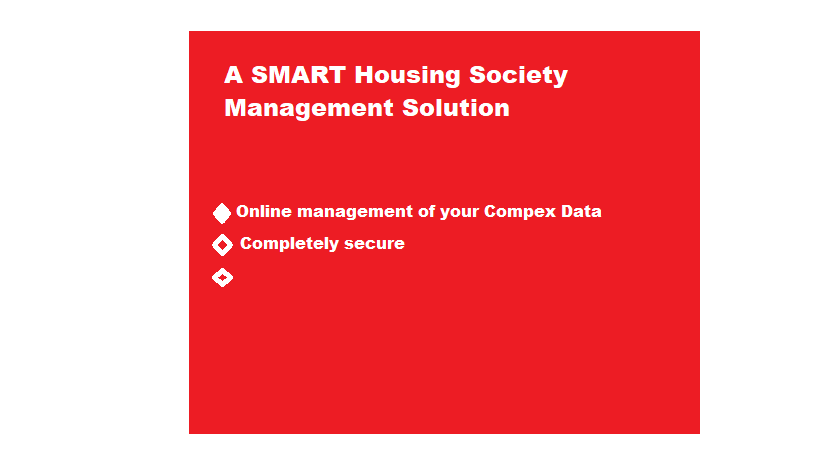 A SMART Housing Society
Management Solution
Online management of your Compex Data
Completely secure